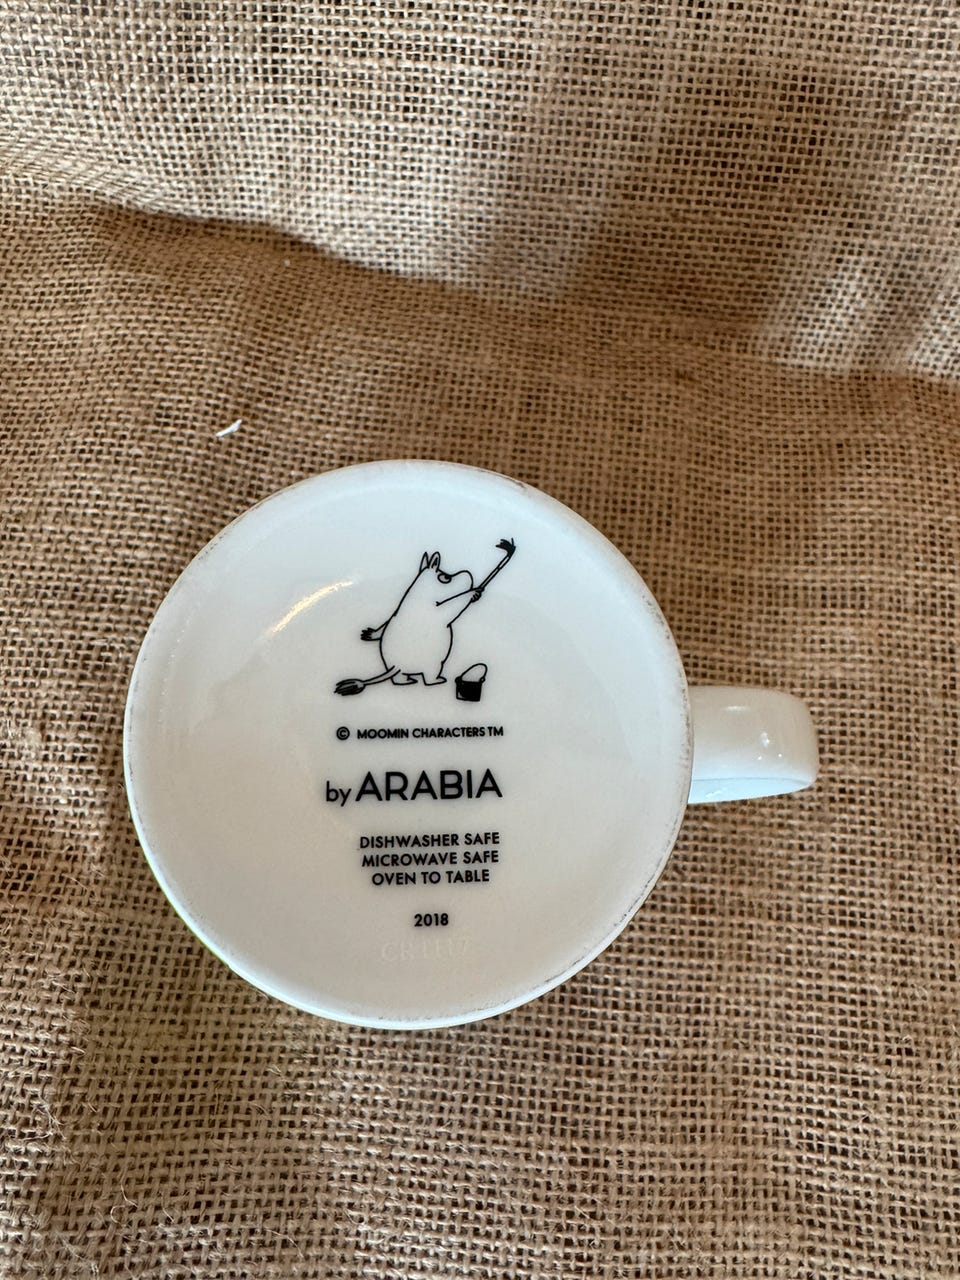 © MOOMIN CHARACTERS TM
by ARABIA
DISHWASHER SAFE
MICROWAVE SAFE
OVEN TO TABLE
2018